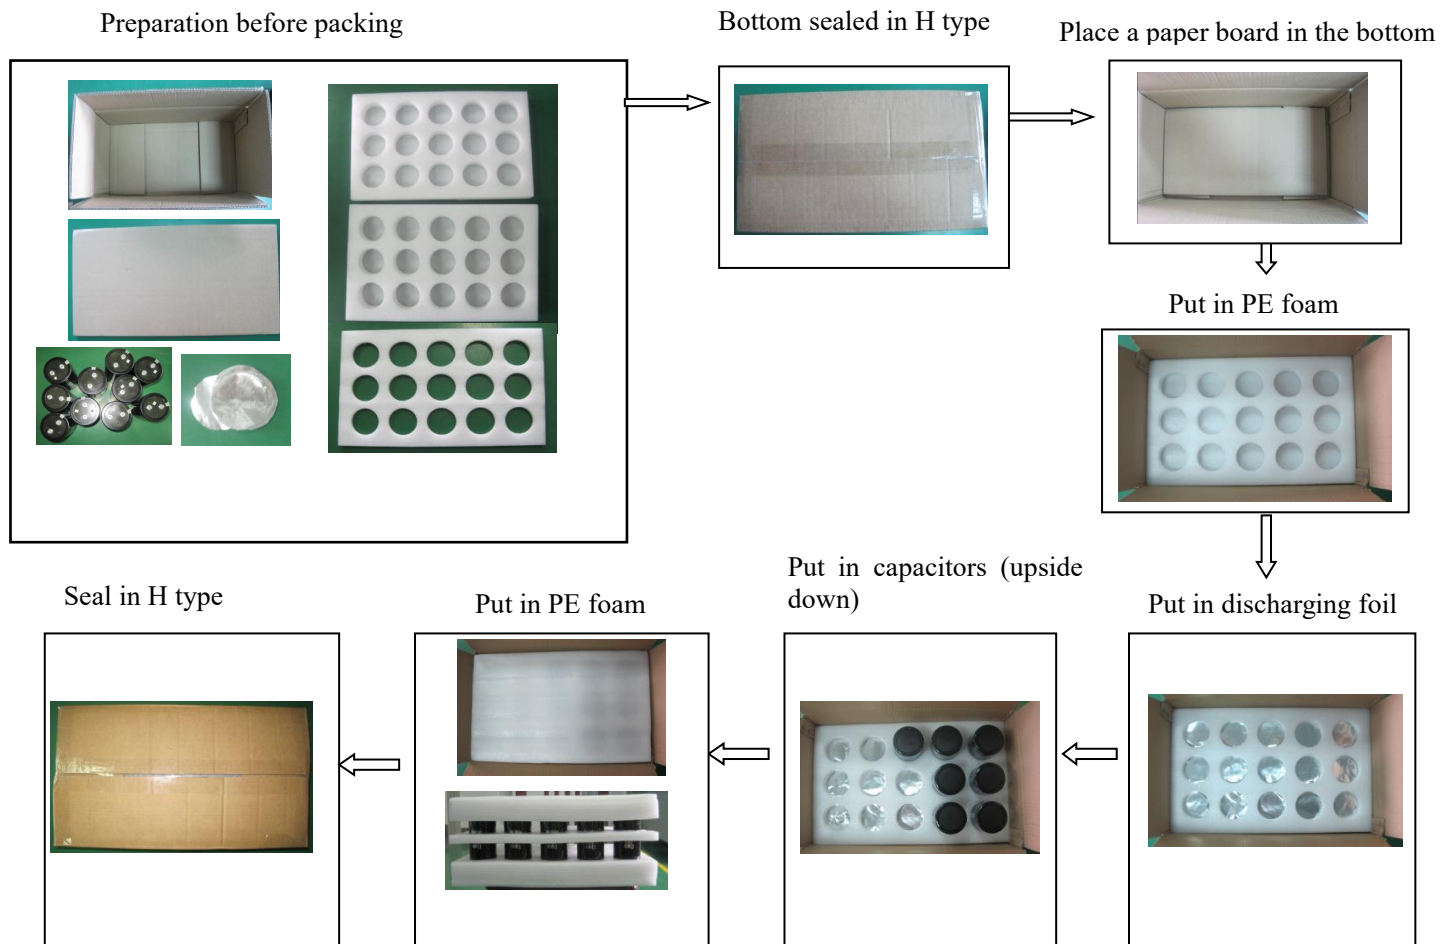 Preparation before packing
Bottom sealed in H type
Place a paper board in the bottom
Put in PE foam
Put in discharging foil
Put in capacitors (upside
down)
Put in PE foam
Seal in H type